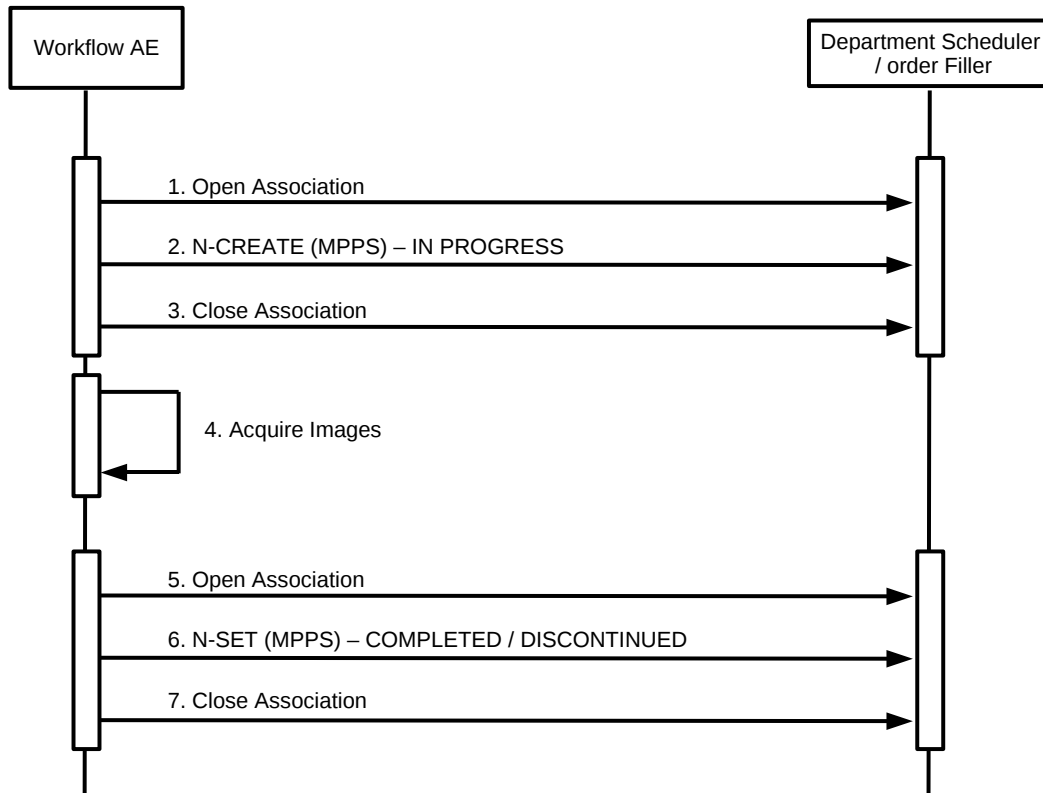 Workflow AE
Department Scheduler
/ order Filler
1. Open Association
2. N-CREATE (MPPS) – IN PROGRESS
3. Close Association
4. Acquire Images
5. Open Association
6. N-SET (MPPS) – COMPLETED / DISCONTINUED
7. Close Association